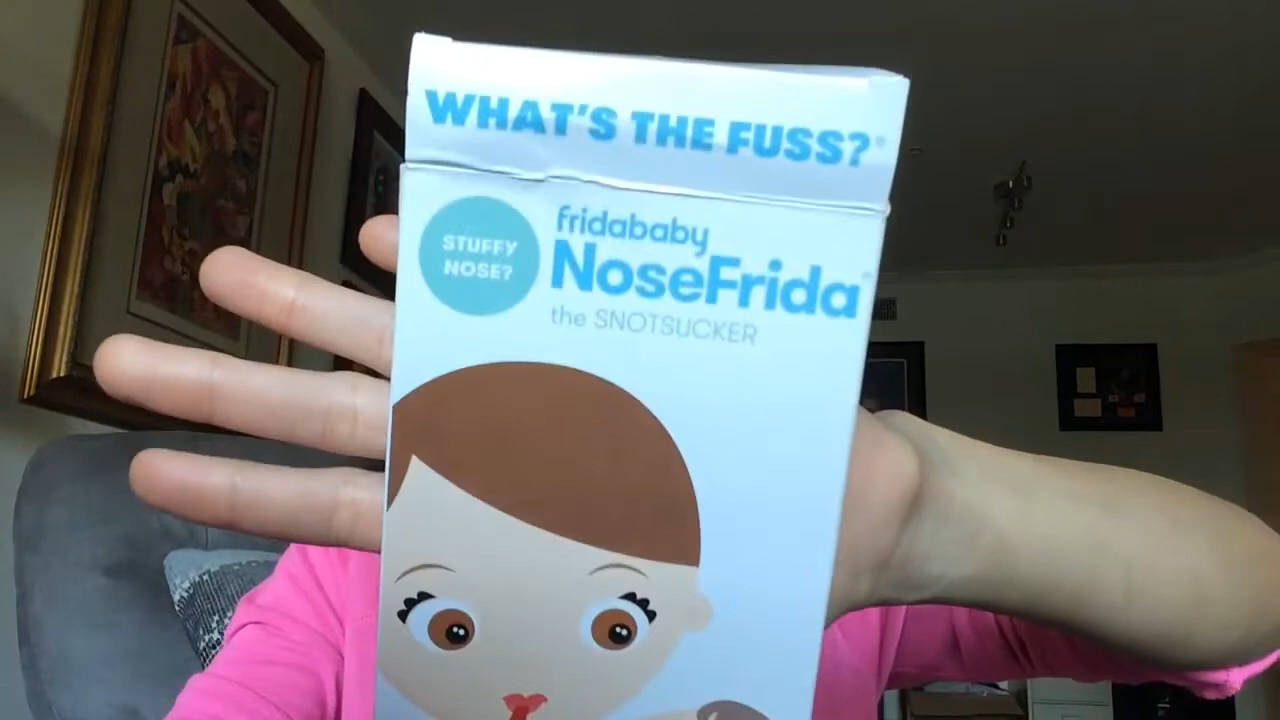 WHAT'S THE FUSS?®
STUFFY
NOSE?
fridababy
NoseFrida®
the SNOTSUCKER